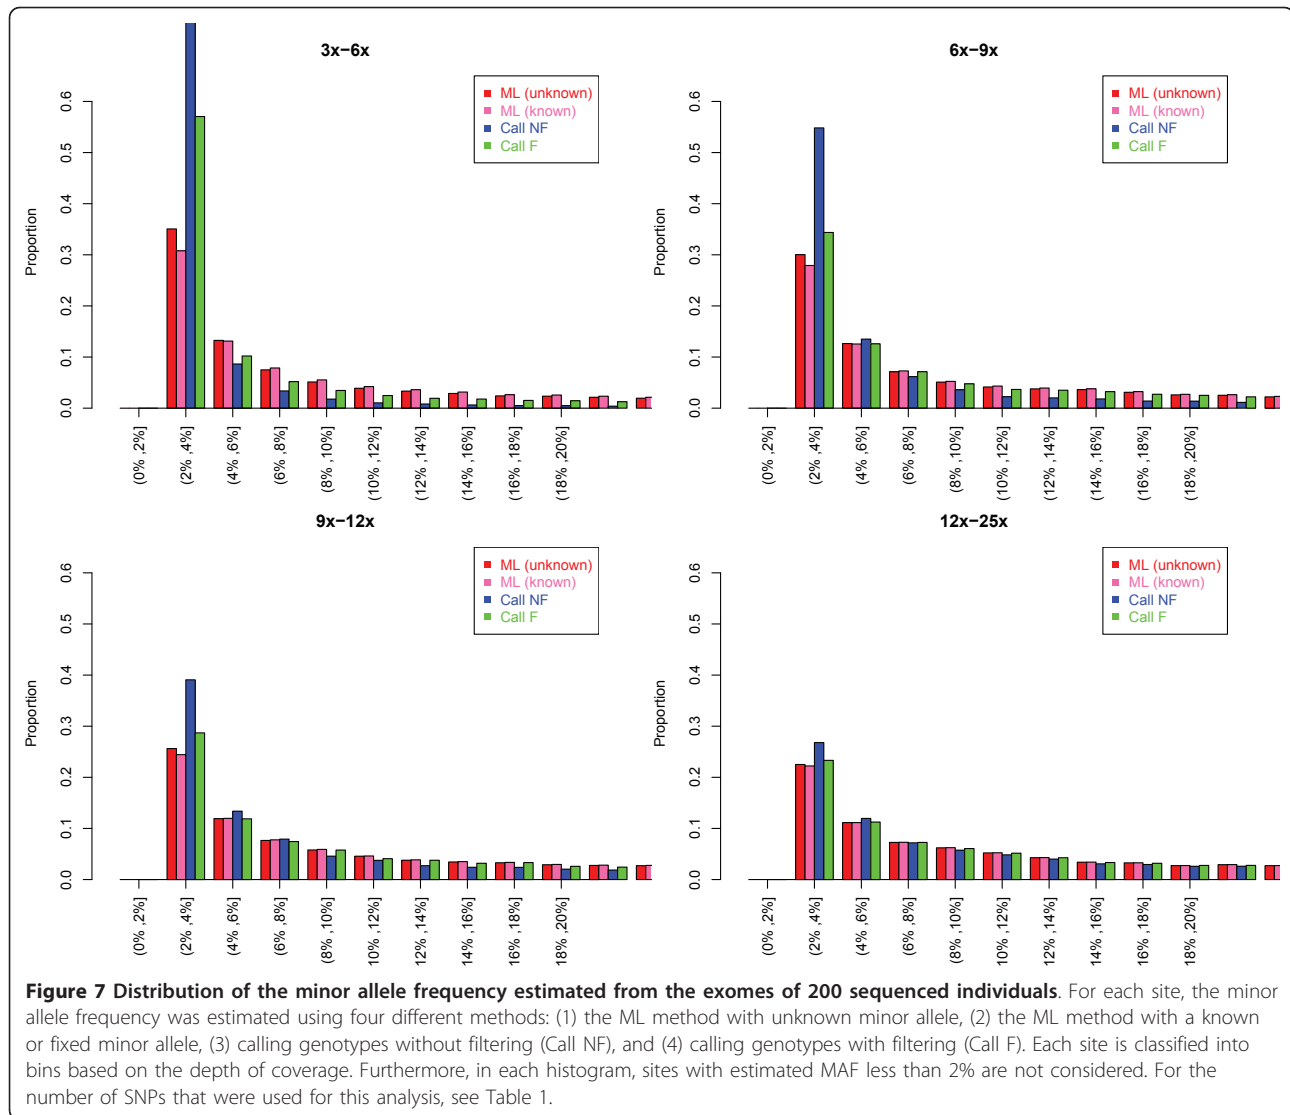 3x−6x
ML (unknown)
ML (known)
Call NF
Call F
Proportion
0.0
0.1
0.2
0.3
0.4
0.5
0.6
(0% ,2%]
(2% ,4%]
(4% ,6%]
(6% ,8%]
(8% ,10%]
(10% ,12%]
(12% ,14%]
(14% ,16%]
(16% ,18%]
(18% ,20%]
6x−9x
ML (unknown)
ML (known)
Call NF
Call F
Proportion
0.0
0.1
0.2
0.3
0.4
0.5
0.6
(0% ,2%]
(2% ,4%]
(4% ,6%]
(6% ,8%]
(8% ,10%]
(10% ,12%]
(12% ,14%]
(14% ,16%]
(16% ,18%]
(18% ,20%]
9x−12x
ML (unknown)
ML (known)
Call NF
Call F
Proportion
0.0
0.1
0.2
0.3
0.4
0.5
0.6
(0% ,2%]
(2% ,4%]
(4% ,6%]
(6% ,8%]
(8% ,10%]
10% ,12%]
12% ,14%]
14% ,16%]
16% ,18%]
18% ,20%]
12x−25x
ML (unknown)
ML (known)
Call NF
Call F
Proportion
0.0
0.1
0.2
0.3
0.4
0.5
0.6
(0% ,2%]
(2% ,4%]
(4% ,6%]
(6% ,8%]
(8% ,10%]
10% ,12%]
12% ,14%]
14% ,16%]
16% ,18%]
18% ,20%]
Figure 7 Distribution of the minor allele frequency estimated from the exomes of 200 sequenced individuals. For each site, the minor
allele frequency was estimated using four different methods: (1) the ML method with unknown minor allele, (2) the ML method with a known
or fixed minor allele, (3) calling genotypes without filtering (Call NF), and (4) calling genotypes with filtering (Call F). Each site is classified into
bins based on the depth of coverage. Furthermore, in each histogram, sites with estimated MAF less than 2% are not considered. For the
number of SNPs that were used for this analysis, see Table 1.